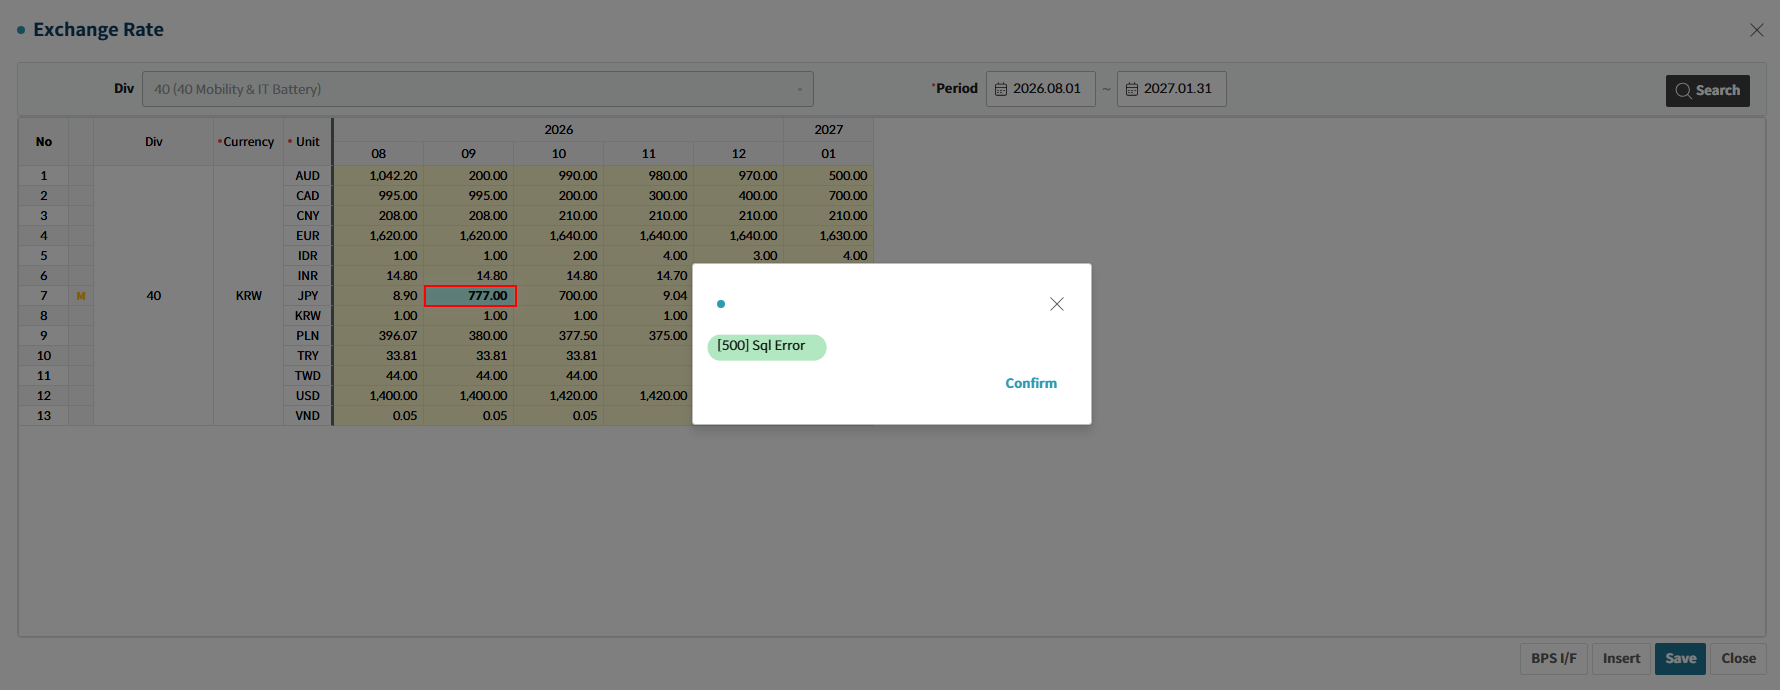 Exchange Rate
Div 40 (40 Mobility & IT Battery) *Period 2026.08.01 ~ 2027.01.31 Search
No Div *Currency * Unit 2026 2027
08 09 10 11 12 01
1 AUD 1,042.20 200.00 990.00 980.00 970.00 500.00
2 CAD 995.00 995.00 200.00 300.00 400.00 700.00
3 CNY 208.00 208.00 210.00 210.00 210.00 210.00
4 EUR 1,620.00 1,620.00 1,640.00 1,640.00 1,640.00 1,630.00
5 IDR 1.00 1.00 2.00 4.00 3.00 4.00
6 INR 14.80 14.80 14.80 14.70
7 M 40 KRW JPY 8.90 777.00 700.00 9.04
8 KRW 1.00 1.00 1.00 1.00
9 PLN 396.07 380.00 377.50 375.00
10 TRY 33.81 33.81 33.81
11 TWD 44.00 44.00 44.00
12 USD 1,400.00 1,400.00 1,420.00 1,420.00
13 VND 0.05 0.05 0.05
[500] Sql Error
Confirm
BPS I/F Insert Save Close